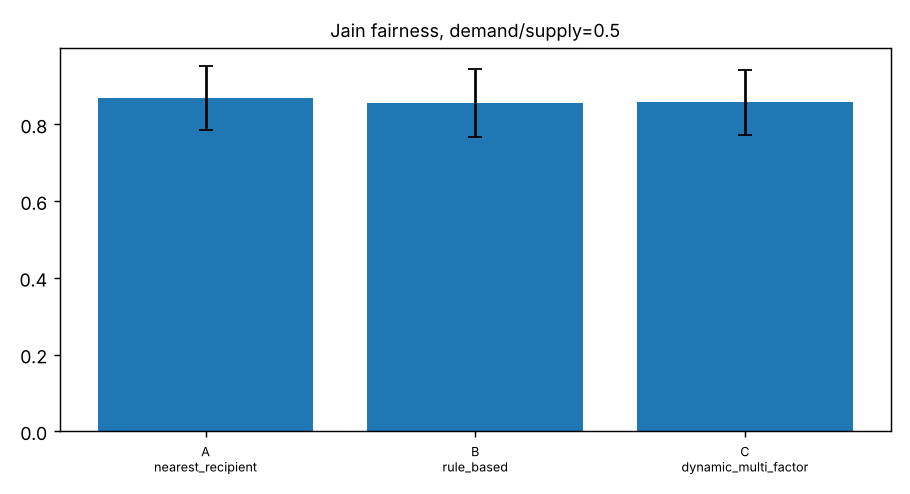 Jain fairness, demand/supply=0.5
0.8
0.6
0.4
0.2
0.0
A
nearest_recipient
B
rule_based
C
dynamic_multi_factor